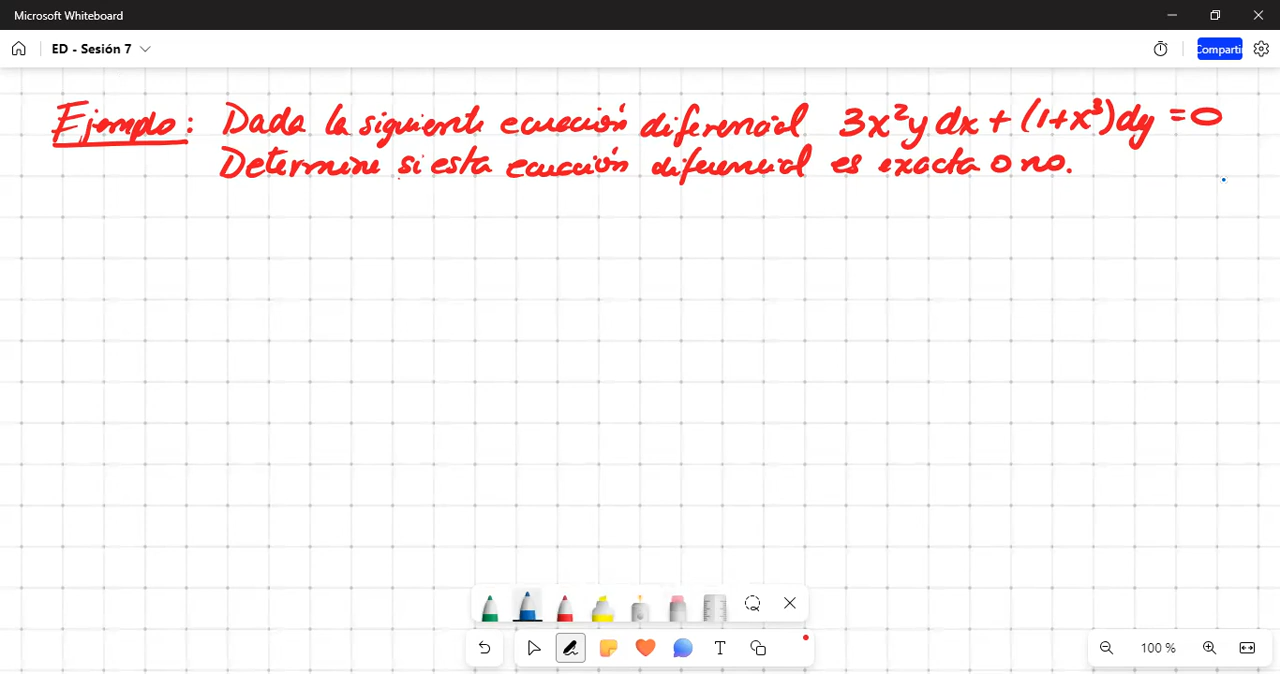 Microsoft Whiteboard
ED - Sesión 7
Compartir
Ejemplo: Dada la siguiente ecuación diferencial 3x²y dx + (1+x³)dy = 0
Determine si esta ecuación diferencial es exacta o no.
T
100 %